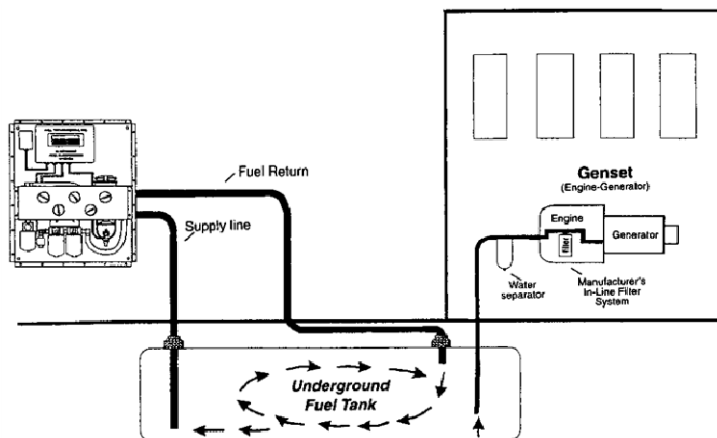 Fuel Return
Supply line
Genset
(Engine-Generator)
Engine
Filter
Generator
Water
separator
Manufacturer's
In-Line Filter
System
Underground
Fuel Tank